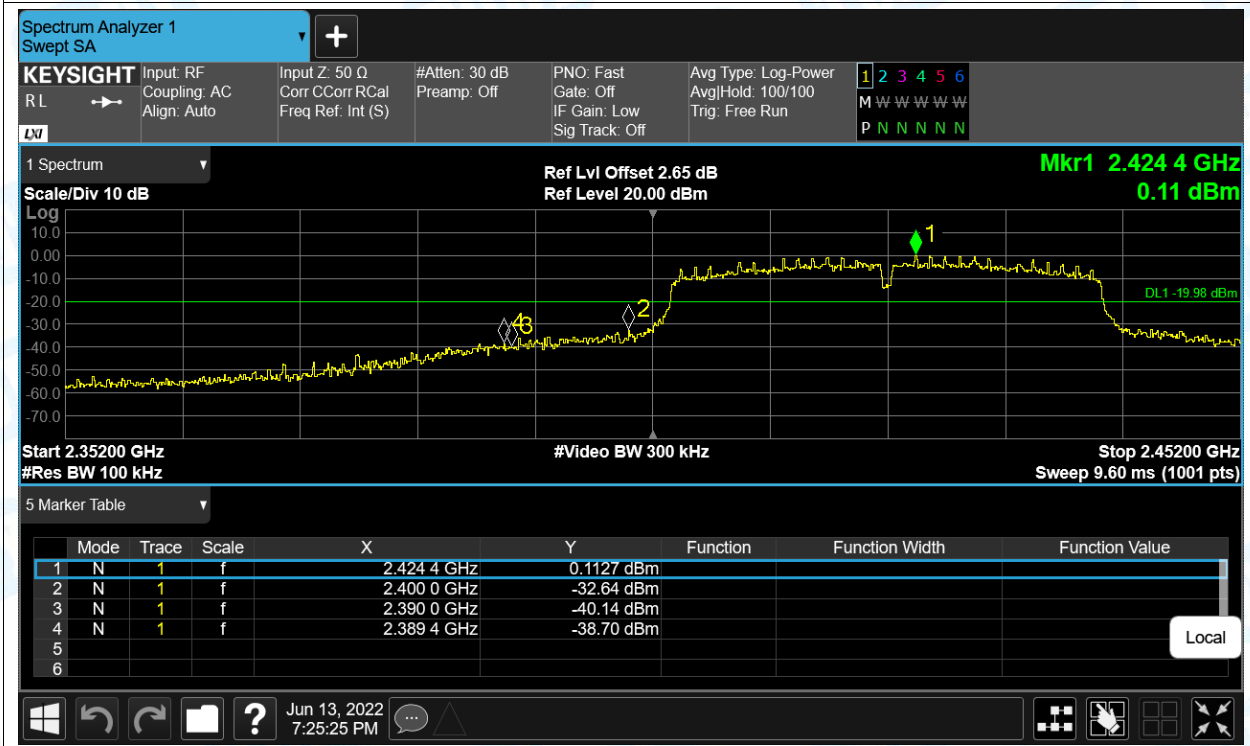 Spectrum Analyzer 1
Swept SA
KEYSIGHT
R L
LXI
Input: RF
Coupling: AC
Align: Auto
Input Z: 50 Ω
Corr CCorr RCal
Freq Ref: Int (S)
#Atten: 30 dB
Preamp: Off
PNO: Fast
Gate: Off
IF Gain: Low
Sig Track: Off
Avg Type: Log-Power
Avg|Hold: 100/100
Trig: Free Run
1 2 3 4 5 6
M W W W W W
P N N N N N
1 Spectrum
Scale/Div 10 dB
Ref Lvl Offset 2.65 dB
Ref Level 20.00 dBm
Mkr1 2.424 4 GHz
0.11 dBm
Log
10.0
0.00
-10.0
-20.0
-30.0
-40.0
-50.0
-60.0
-70.0
1
2
4
3
DL1 -19.98 dBm
Start 2.35200 GHz
#Res BW 100 kHz
#Video BW 300 kHz
Stop 2.45200 GHz
Sweep 9.60 ms (1001 pts)
5 Marker Table
Mode Trace Scale X Y Function Function Width Function Value
1 N 1 f 2.424 4 GHz 0.1127 dBm
2 N 1 f 2.400 0 GHz -32.64 dBm
3 N 1 f 2.390 0 GHz -40.14 dBm
4 N 1 f 2.389 4 GHz -38.70 dBm
5
6
Local
?
Jun 13, 2022
7:25:25 PM